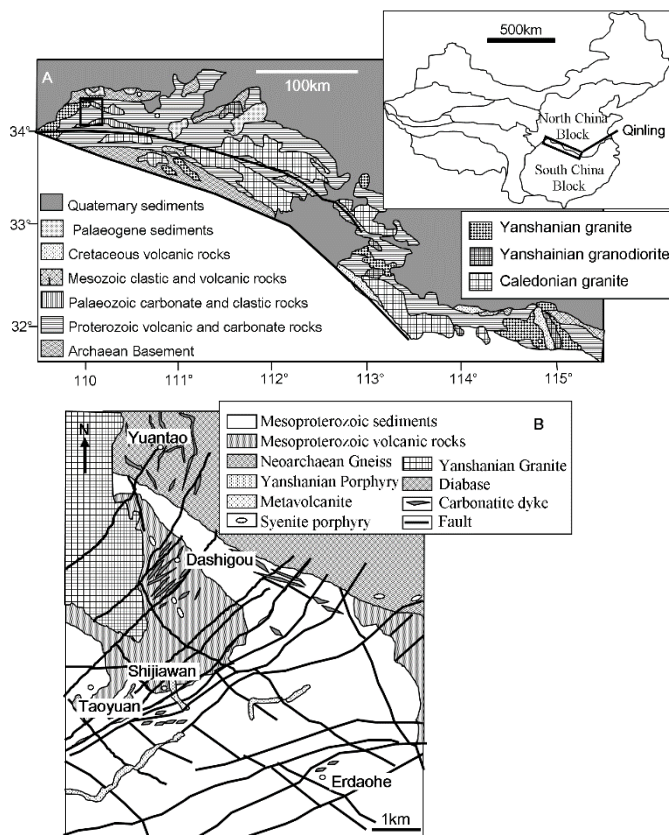 500km
A
100km
North China
Block
Qinling
South China
Block
34°
33°
32°
Quaternary sediments
Palaeogene sediments
Cretaceous volcanic rocks
Mesozoic clastic and volcanic rocks
Palaeozoic carbonate and clastic rocks
Proterozoic volcanic and carbonate rocks
Archaean Basement
Yanshanian granite
Yanshainian granodiorite
Caledonian granite
110 111° 112° 113° 114° 115°
B
Mesoproterozoic sediments
Mesoproterozoic volcanic rocks
Neoarchaean Gneiss
Yanshanian Porphyry
Metavolcanite
Syenite porphyry
Yanshanian Granite
Diabase
Carbonatite dyke
Fault
N
Yuantao
Dashigou
Shijiawan
Taoyuan
Erdaohe
1km